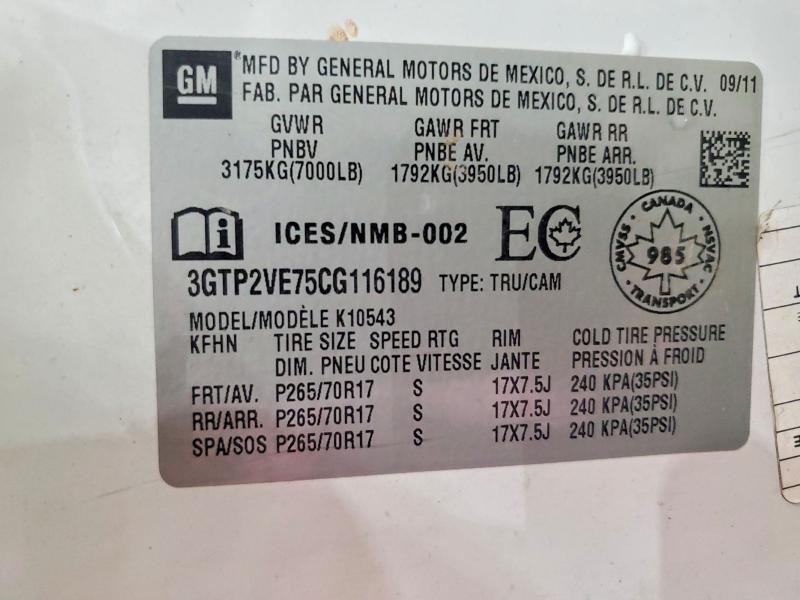 GM
MFD BY GENERAL MOTORS DE MEXICO, S. DE R.L. DE C.V. 09/11
FAB. PAR GENERAL MOTORS DE MEXICO, S. DE R.L. DE C.V.
GVWR GAWR FRT GAWR RR
PNBV PNBE AV. PNBE ARR.
3175KG(7000LB) 1792KG(3950LB) 1792KG(3950LB)
i ICES/NMB-002 EC
CANADA
CMVSS 985 NSVAC
TRANSPORT
3GTP2VE75CG116189 TYPE: TRU/CAM
MODEL/MODÈLE K10543
KFHN TIRE SIZE SPEED RTG RIM COLD TIRE PRESSURE
DIM. PNEU COTE VITESSE JANTE PRESSION À FROID
FRT/AV. P265/70R17 S 17X7.5J 240 KPA(35PSI)
RR/ARR. P265/70R17 S 17X7.5J 240 KPA(35PSI)
SPA/SOS P265/70R17 S 17X7.5J 240 KPA(35PSI)